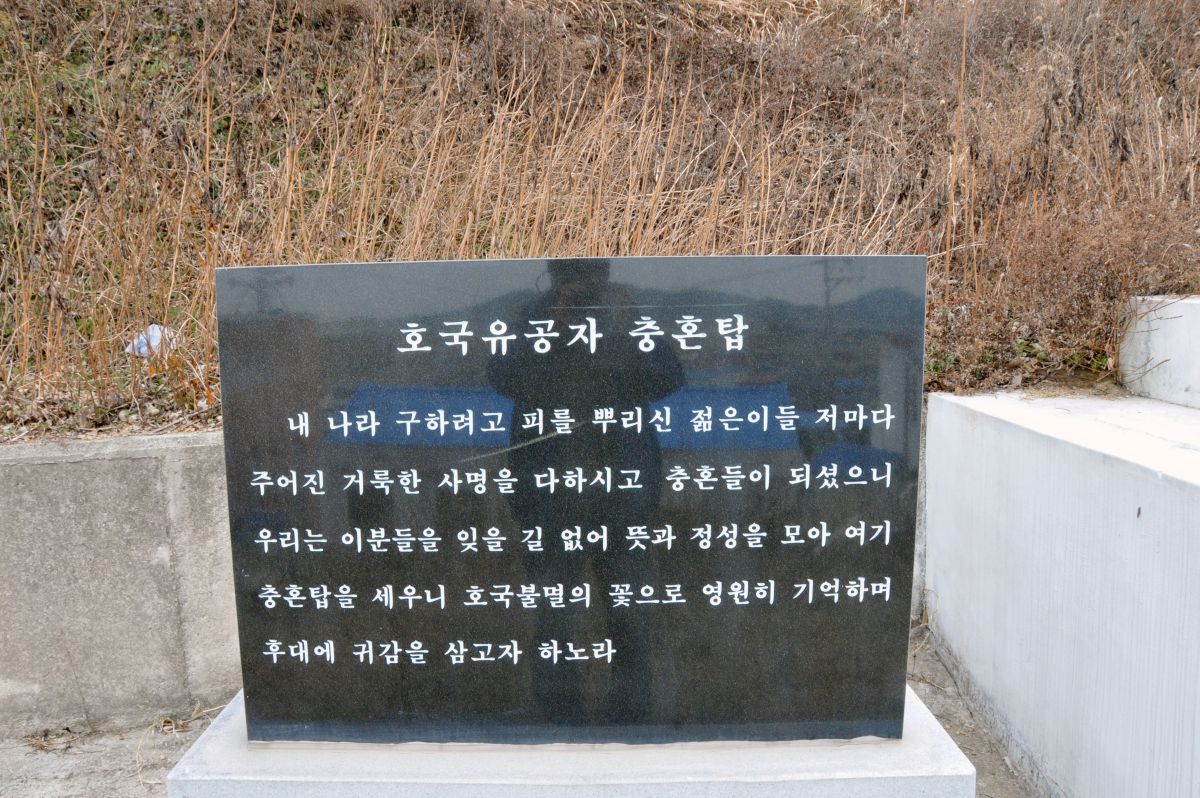 호국유공자 충혼탑
내 나라 구하려고 피를 뿌리신 젊은이들 저마다
주어진 거룩한 사명을 다하시고 충혼들이 되셨으니
우리는 이분들을 잊을 길 없어 뜻과 정성을 모아 여기
충혼탑을 세우니 호국불멸의 꽃으로 영원히 기억하며
후대에 귀감을 삼고자 하노라